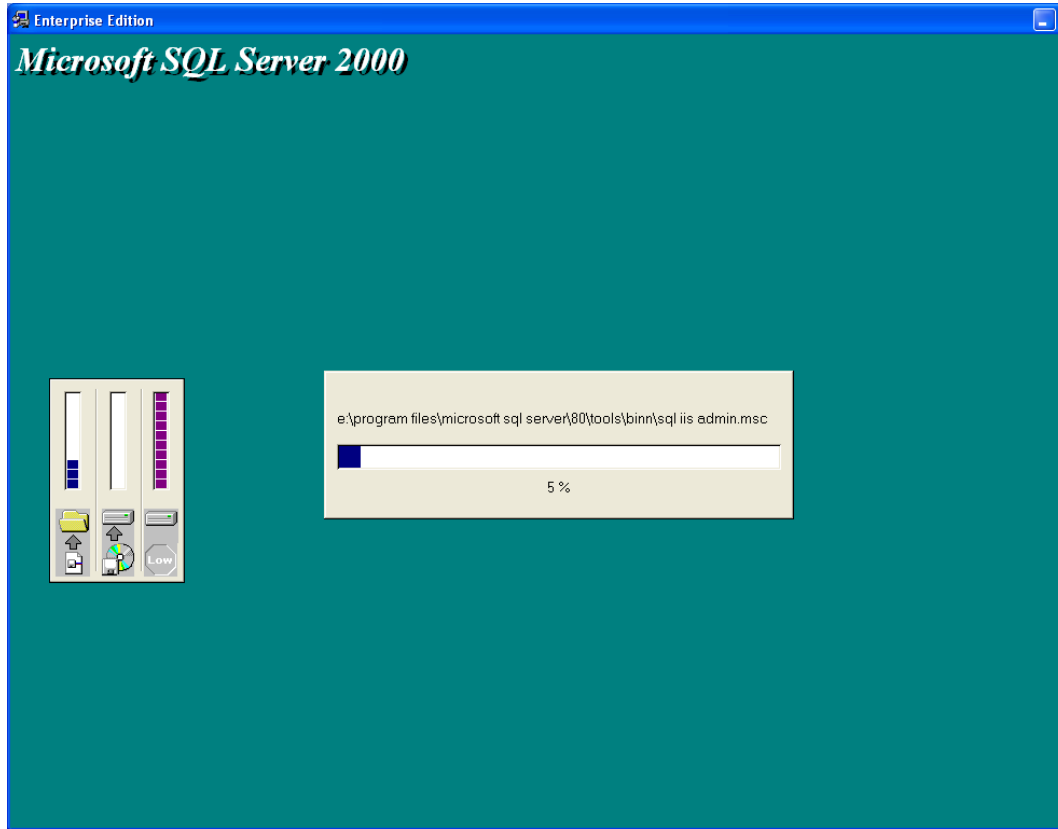 Enterprise Edition
Microsoft SQL Server 2000
e:\program files\microsoft sql server\80\tools\binn\sql iis admin.msc
5 %
Low